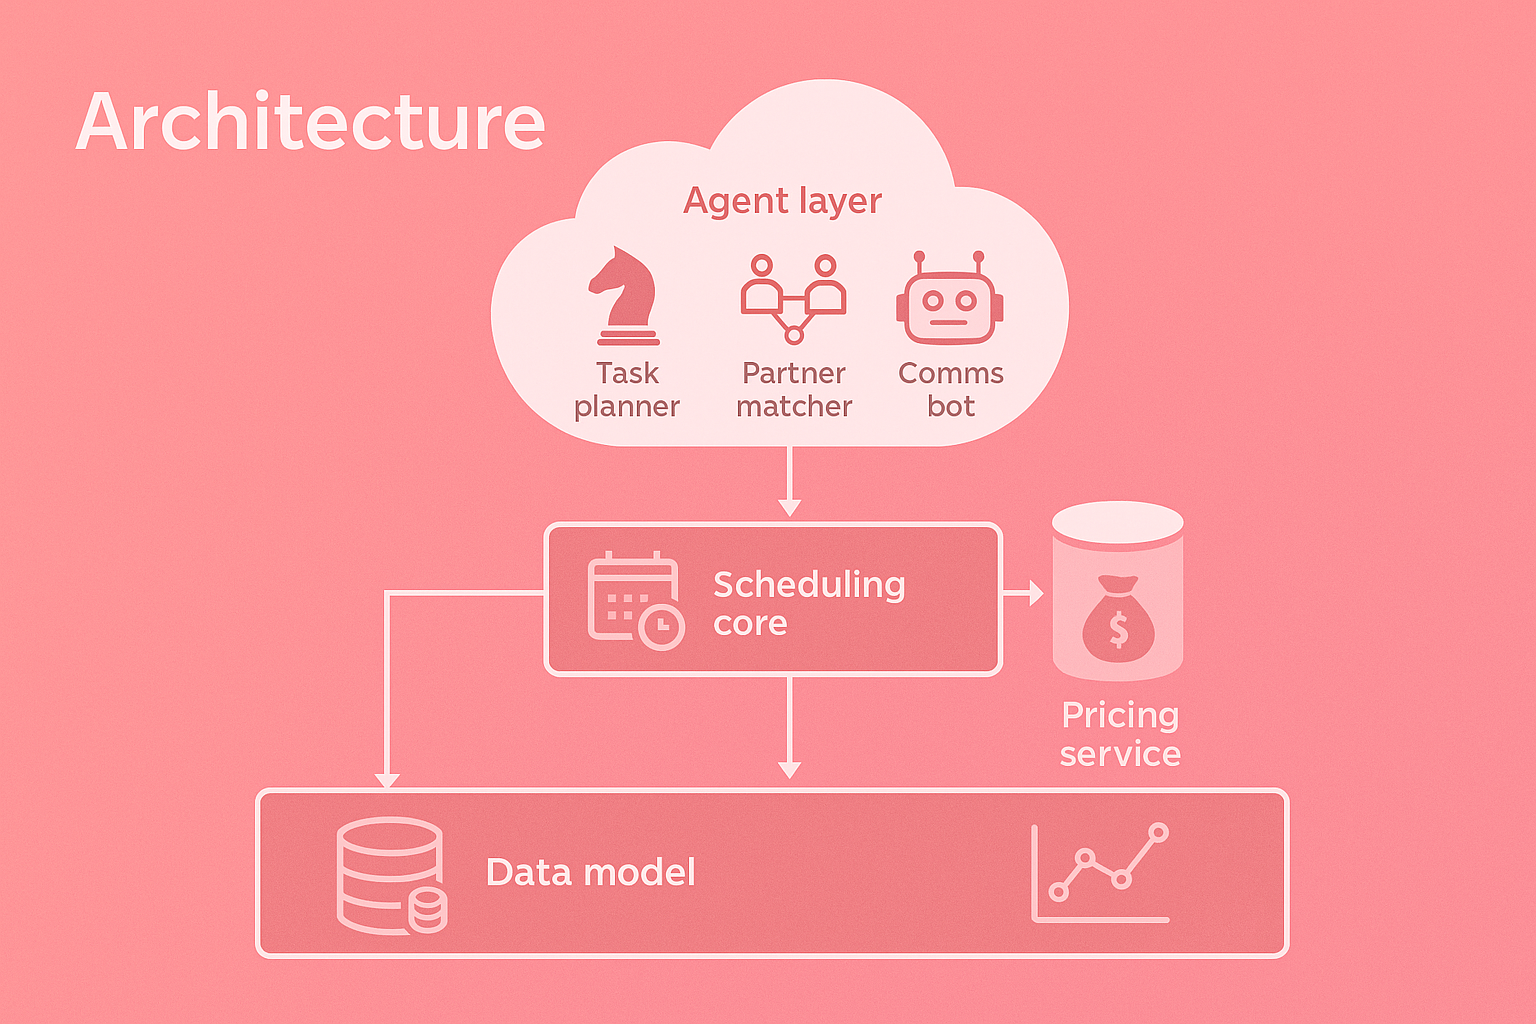 Architecture
Agent layer
Task
planner
Partner
matcher
Comms
bot
Scheduling
core
$
Pricing
service
Data model